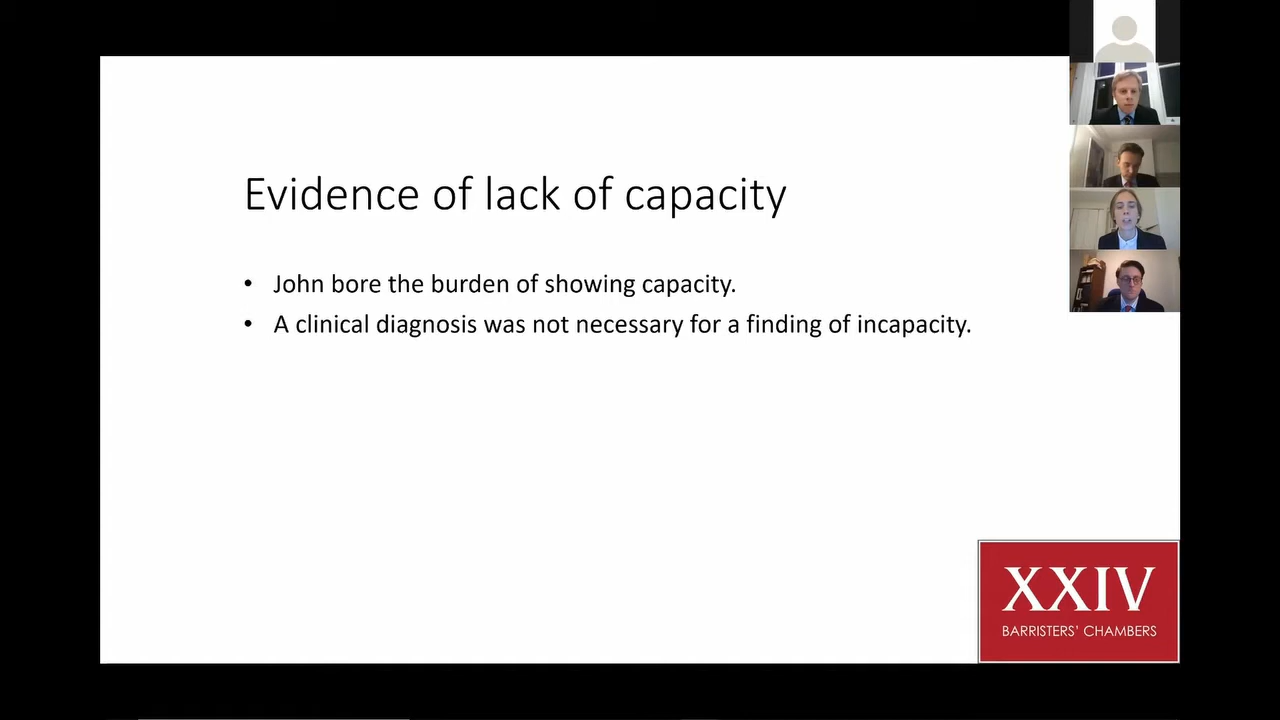 Evidence of lack of capacity
• John bore the burden of showing capacity.
• A clinical diagnosis was not necessary for a finding of incapacity.
XXIV
BARRISTERS' CHAMBERS